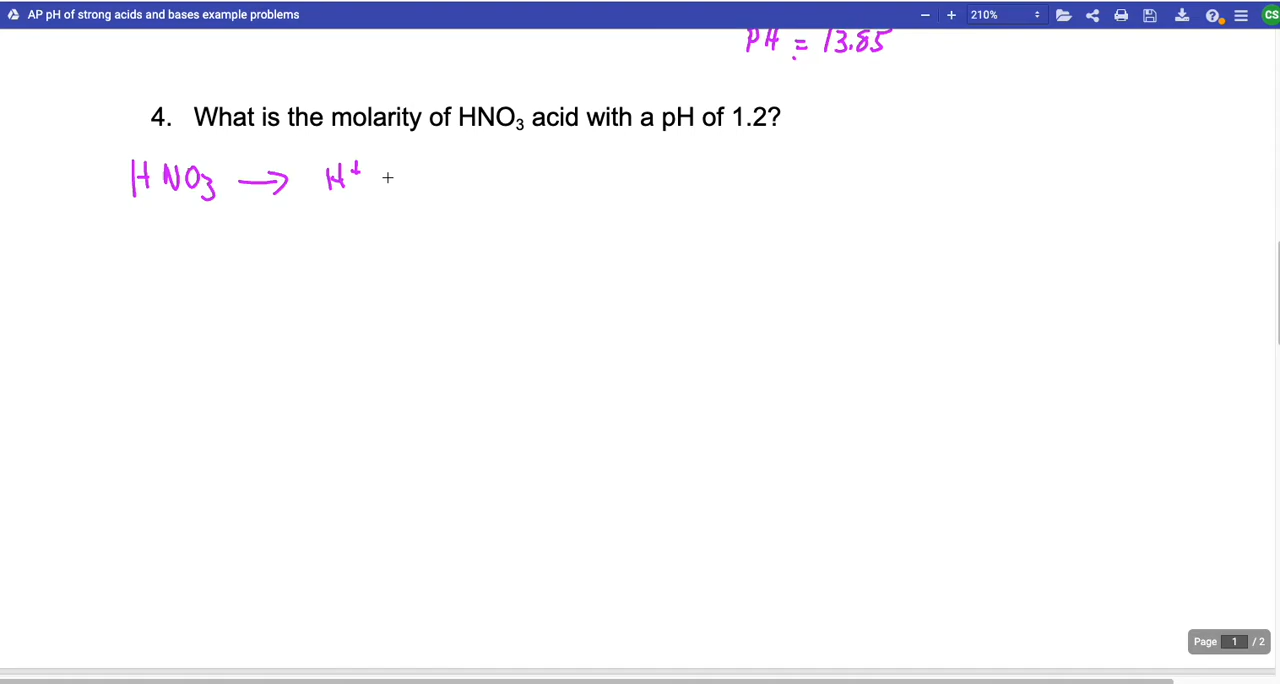 AP pH of strong acids and bases example problems
210%
CS
PH = 13.85
4. What is the molarity of HNO₃ acid with a pH of 1.2?
HNO₃ → H⁺ +
Page 1 / 2